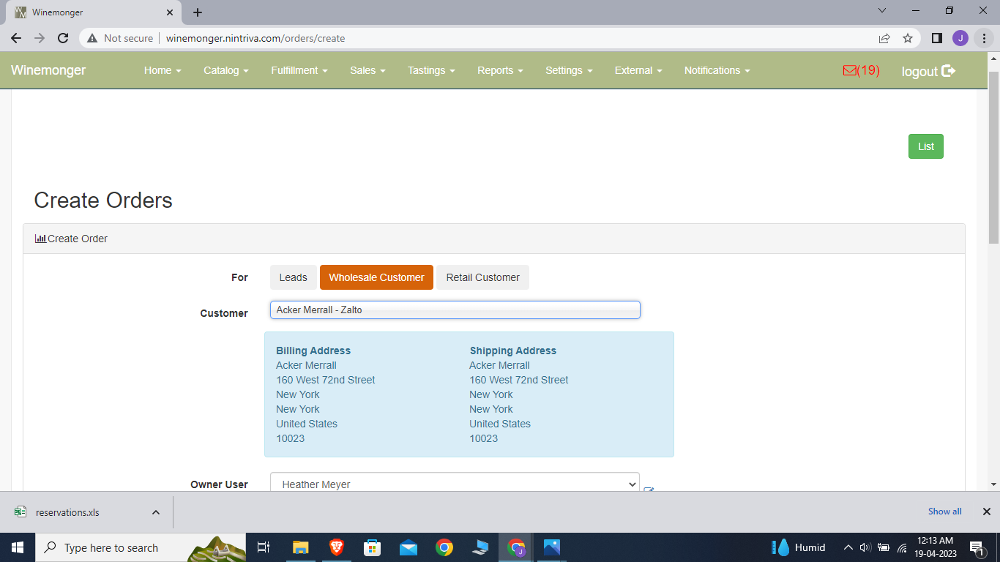 Winemonger
Not secure
winemonger.nintriva.com/orders/create
J
Winemonger
Home
Catalog
Fulfillment
Sales
Tastings
Reports
Settings
External
Notifications
(19)
logout
List
Create Orders
Create Order
For
Leads
Wholesale Customer
Retail Customer
Customer
Acker Merrall - Zalto
Billing Address
Acker Merrall
160 West 72nd Street
New York
New York
United States
10023
Shipping Address
Acker Merrall
160 West 72nd Street
New York
New York
United States
10023
Owner User
Heather Meyer
reservations.xls
Show all
Type here to search
J
Humid
12:13 AM
19-04-2023
1